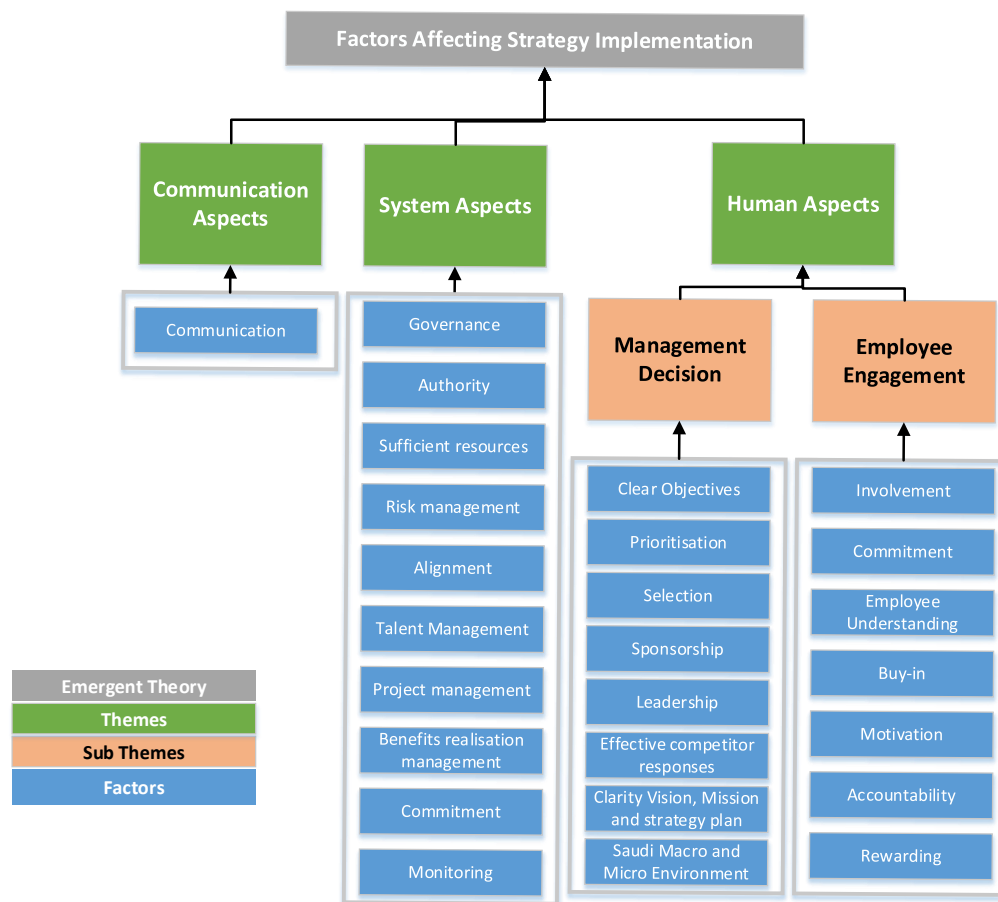 Factors Affecting Strategy Implementation
Communication
Aspects
System Aspects
Human Aspects
Communication
Governance
Authority
Sufficient resources
Risk management
Alignment
Talent Management
Project management
Benefits realisation
management
Commitment
Monitoring
Management
Decision
Clear Objectives
Prioritisation
Selection
Sponsorship
Leadership
Effective competitor
responses
Clarity Vision, Mission
and strategy plan
Saudi Macro and
Micro Environment
Employee
Engagement
Involvement
Commitment
Employee
Understanding
Buy-in
Motivation
Accountability
Rewarding
Emergent Theory
Themes
Sub Themes
Factors